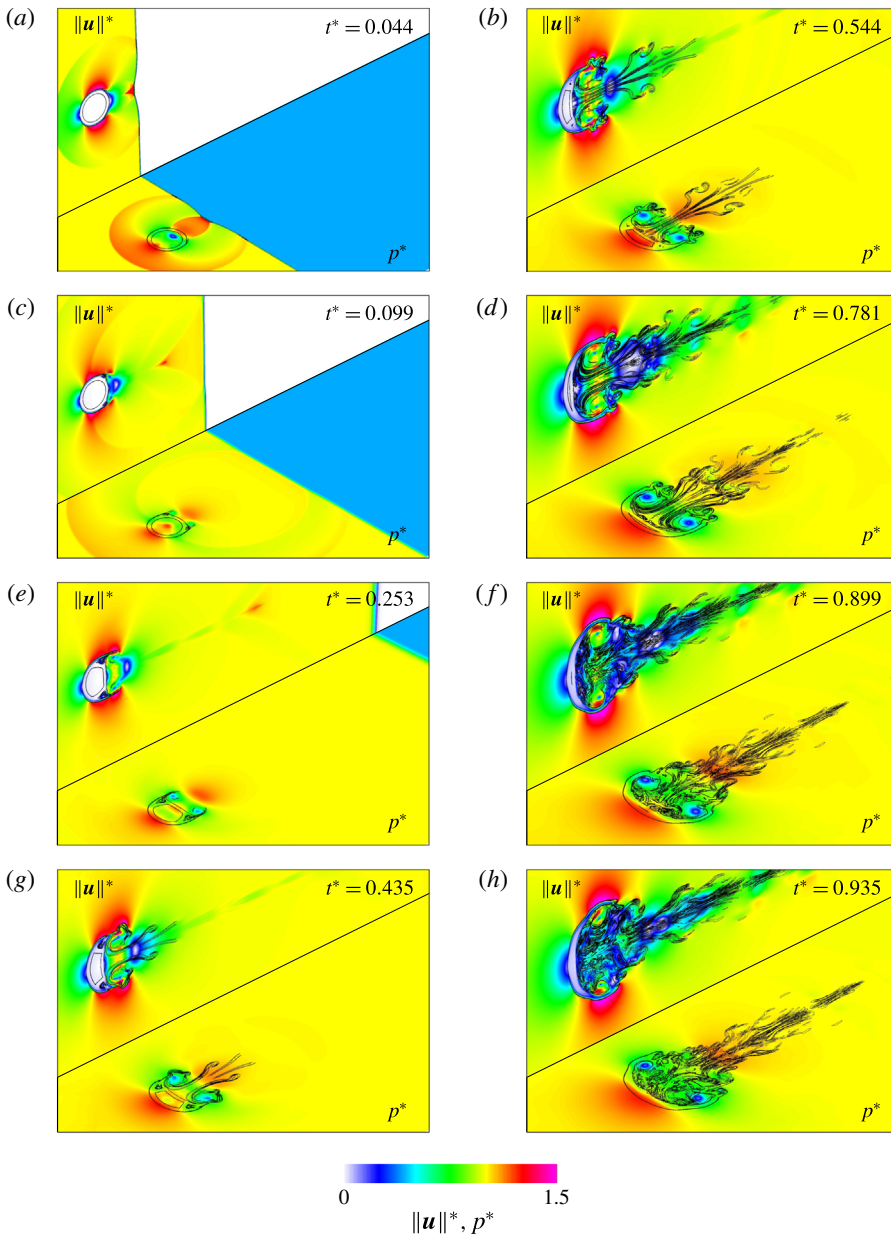 (a) ‖u‖* t* = 0.044
p*
(b) ‖u‖* t* = 0.544
p*
(c) ‖u‖* t* = 0.099
p*
(d) ‖u‖* t* = 0.781
p*
(e) ‖u‖* t* = 0.253
p*
(f) ‖u‖* t* = 0.899
p*
(g) ‖u‖* t* = 0.435
p*
(h) ‖u‖* t* = 0.935
p*
0 1.5
‖u‖*, p*